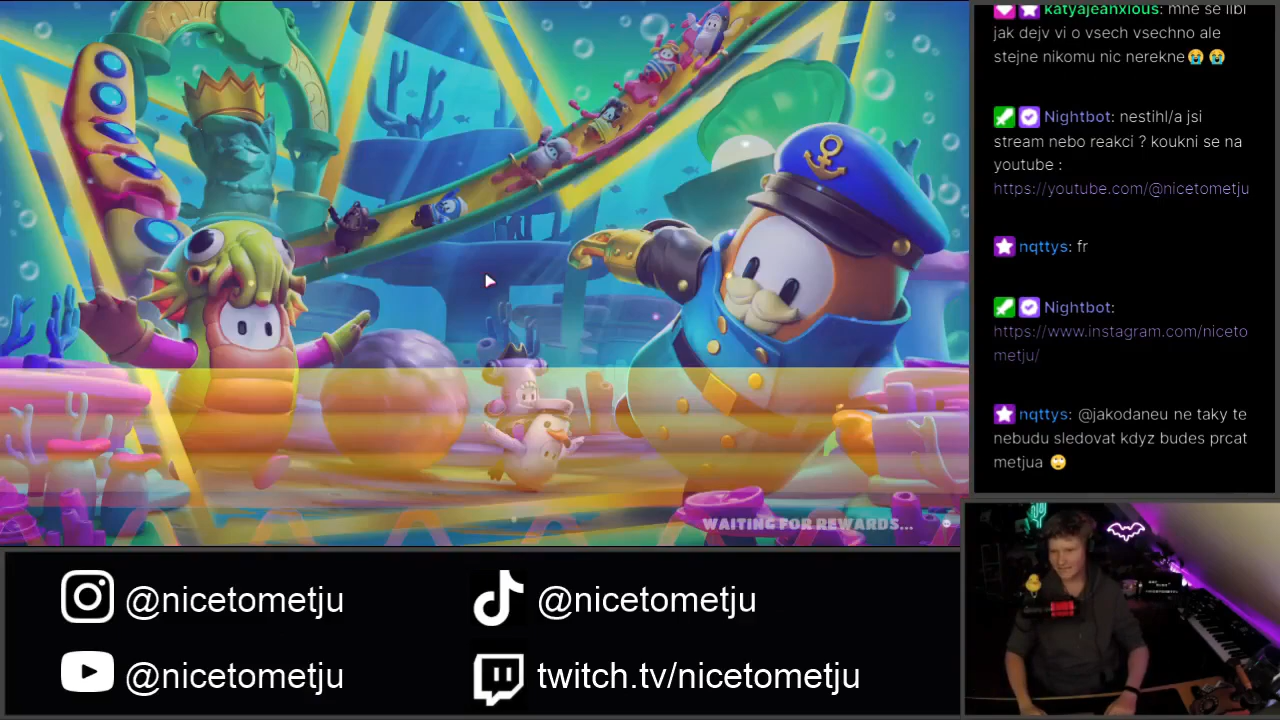 katyajeanxious: mne se libi
jak dejv vi o vsech vsechno ale
stejne nikomu nic nerekne😭 😭
Nightbot: nestihl/a jsi
stream nebo reakci ? koukni se na
youtube :
https://youtube.com/@nicetometju
nqttys: fr
Nightbot:
https://www.instagram.com/niceto
metju/
nqttys: @jakodaneu ne taky te
nebudu sledovat kdyz budes prcat
metjua 🙄
WAITING FOR REWARDS...
@nicetometju
@nicetometju
@nicetometju
twitch.tv/nicetometju